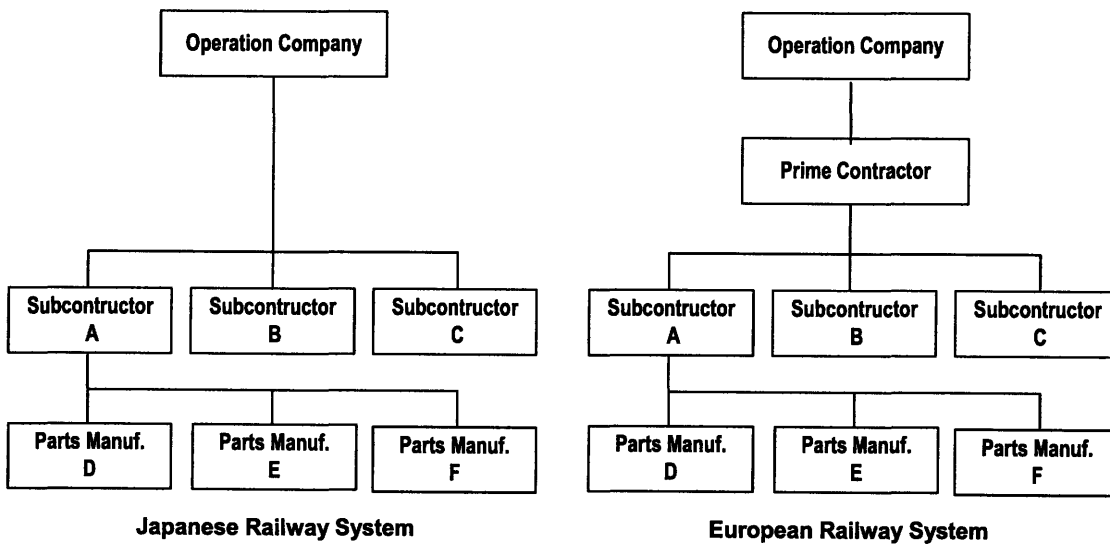 Operation Company
Subcontructor
A
Subcontructor
B
Subcontructor
C
Parts Manuf.
D
Parts Manuf.
E
Parts Manuf.
F
Japanese Railway System
Operation Company
Prime Contractor
Subcontructor
A
Subcontructor
B
Subcontructor
C
Parts Manuf.
D
Parts Manuf.
E
Parts Manuf.
F
European Railway System